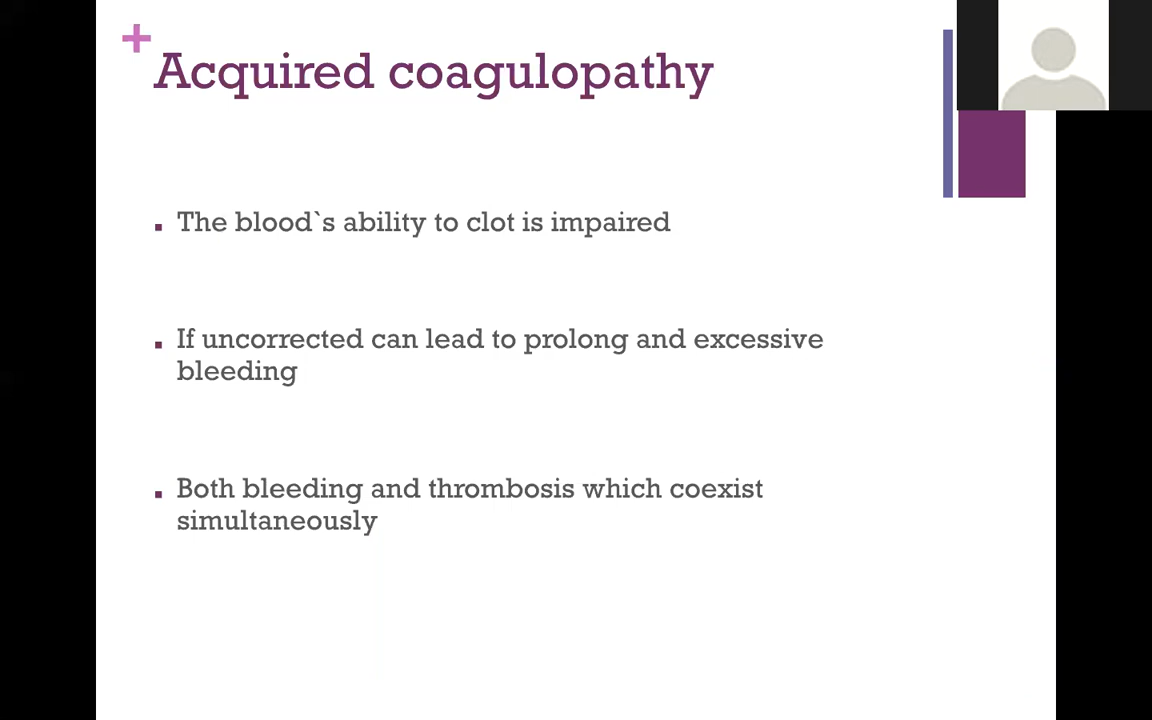 +
Acquired coagulopathy
▪ The blood`s ability to clot is impaired
▪ If uncorrected can lead to prolong and excessive
bleeding
▪ Both bleeding and thrombosis which coexist
simultaneously